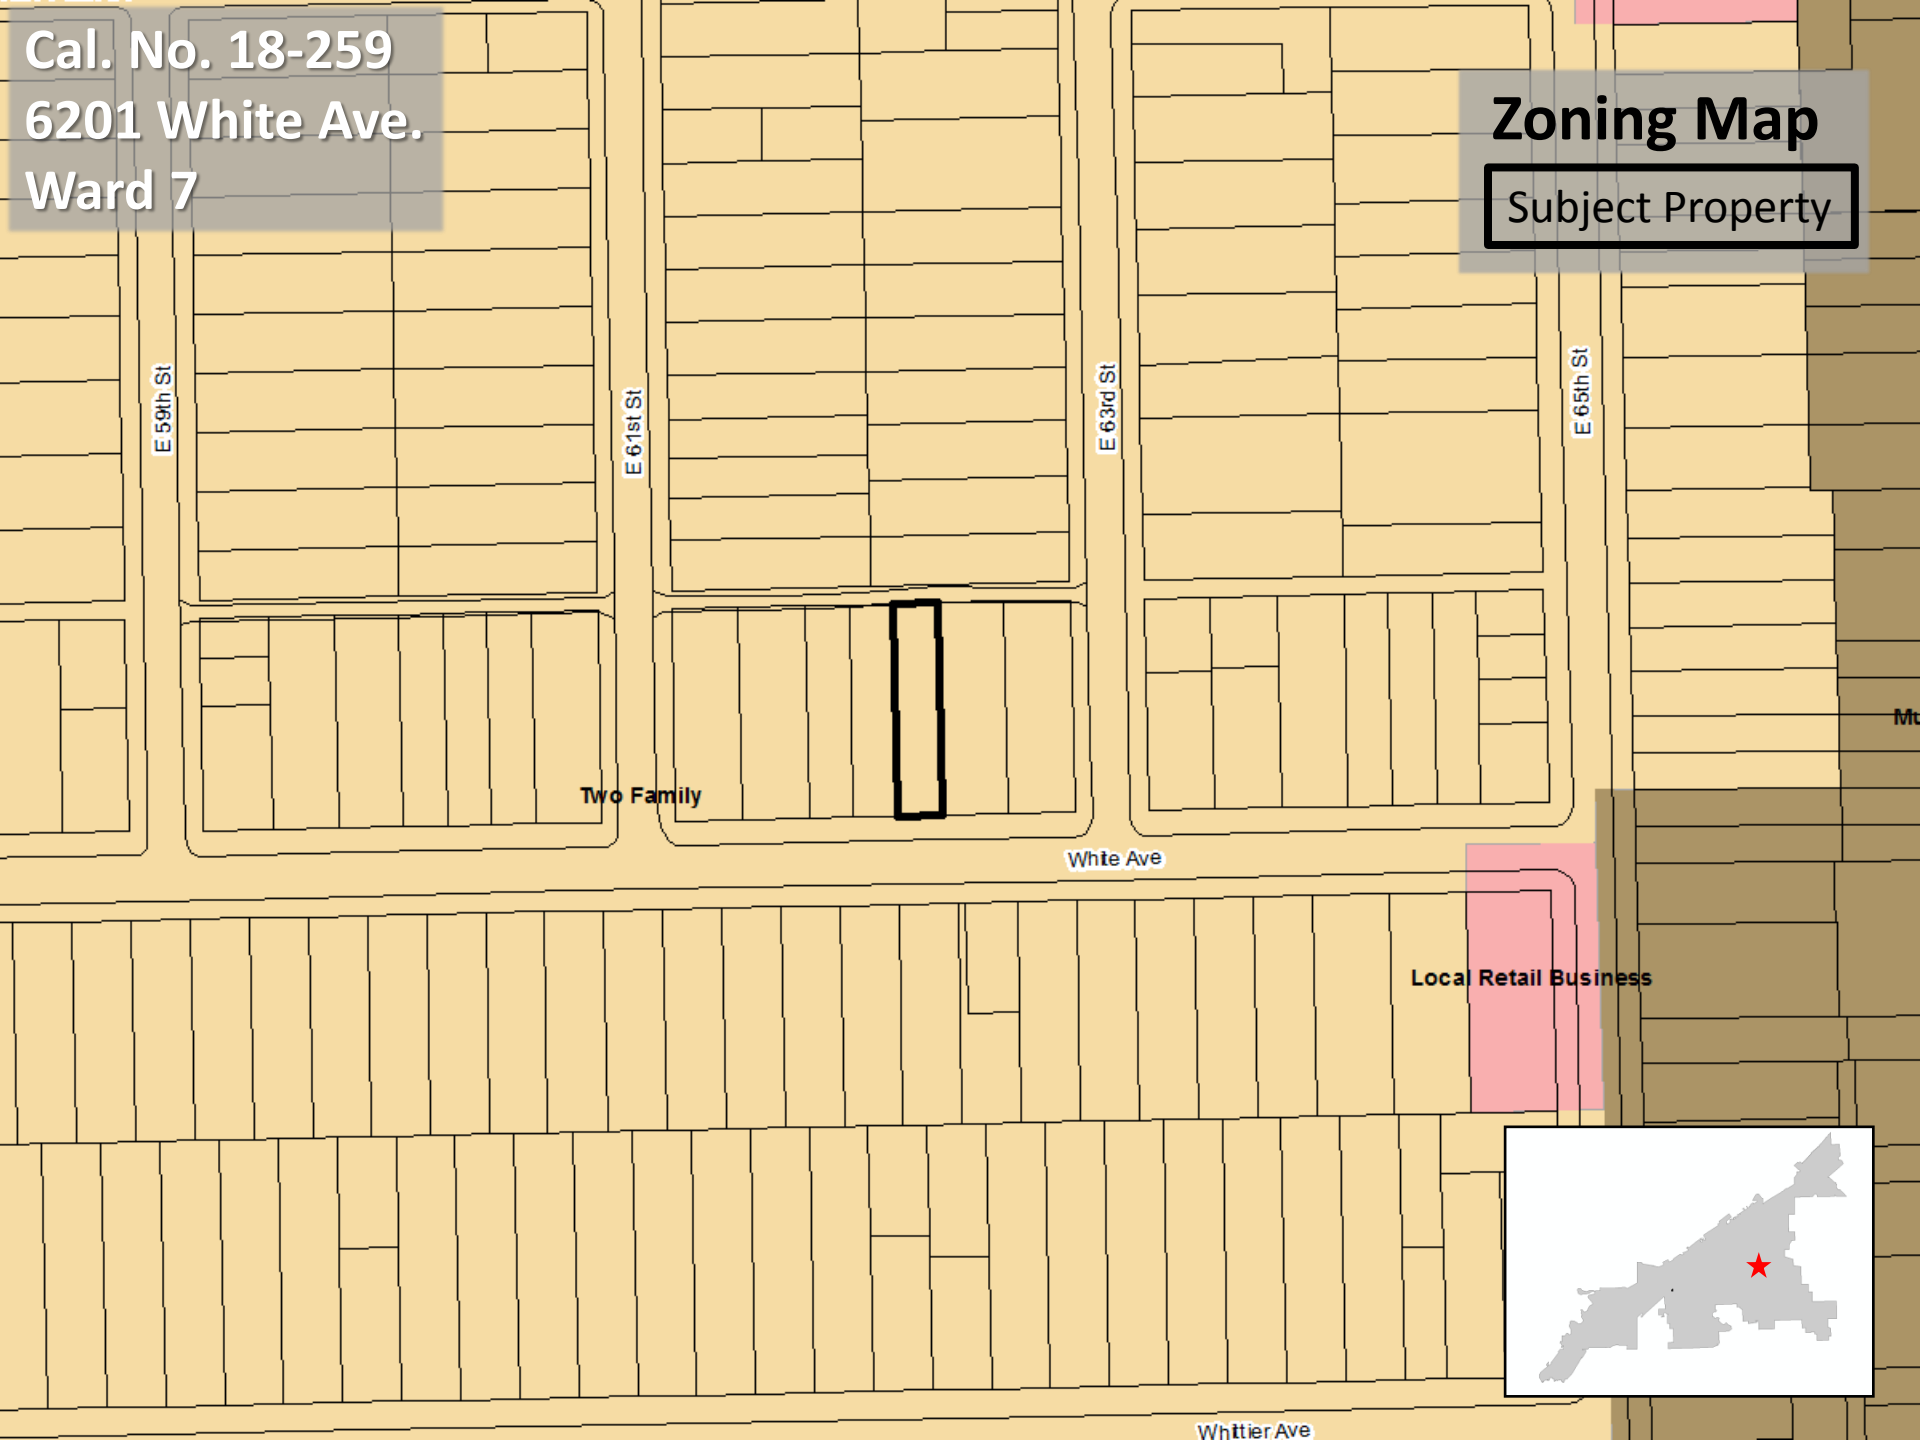 Cal. No. 18-259
6201 White Ave.
Ward 7
Zoning Map
Subject Property
E 59th St
E 61st St
E 63rd St
E 65th St
Mu
Two Family
White Ave
Local Retail Business
Whittier Ave